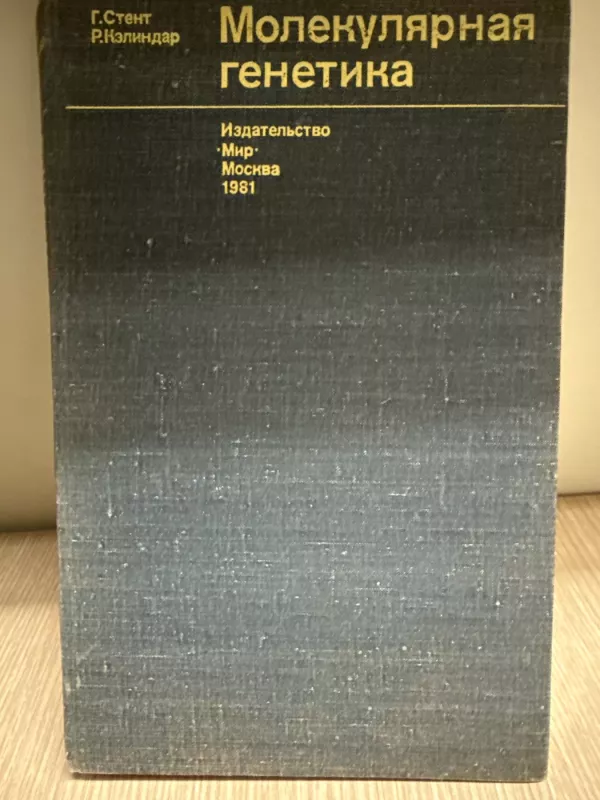 Г.Стент
Р.Кэлиндар
Молекулярная
генетика
Издательство
·Мир·
Москва
1981